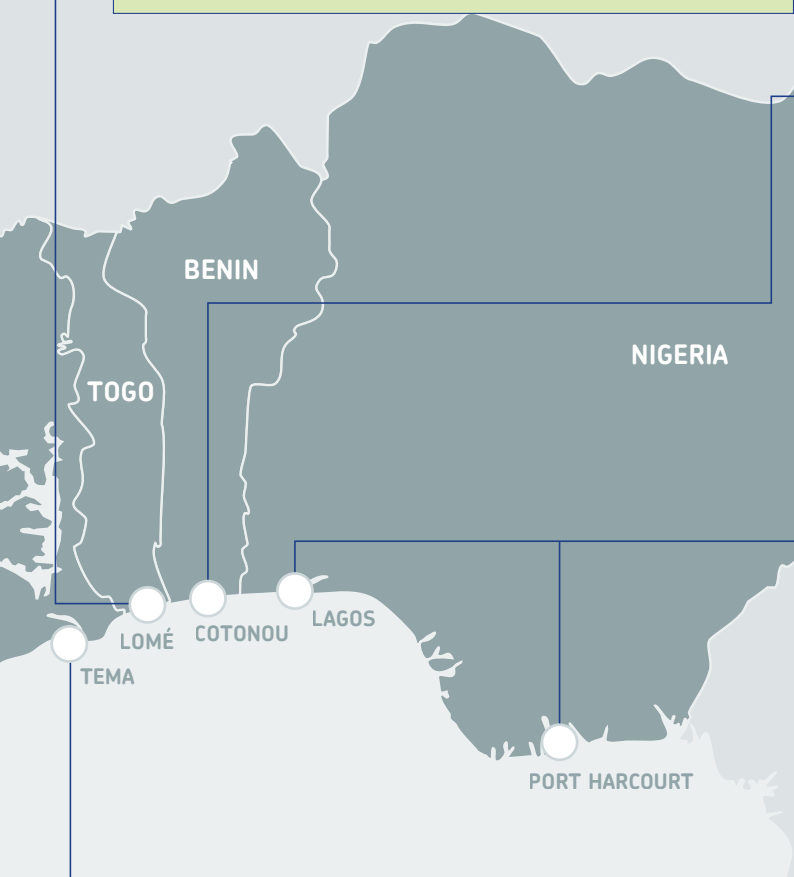 BENIN
NIGERIA
TOGO
LAGOS
COTONOU
LOMÉ
TEMA
PORT HARCOURT